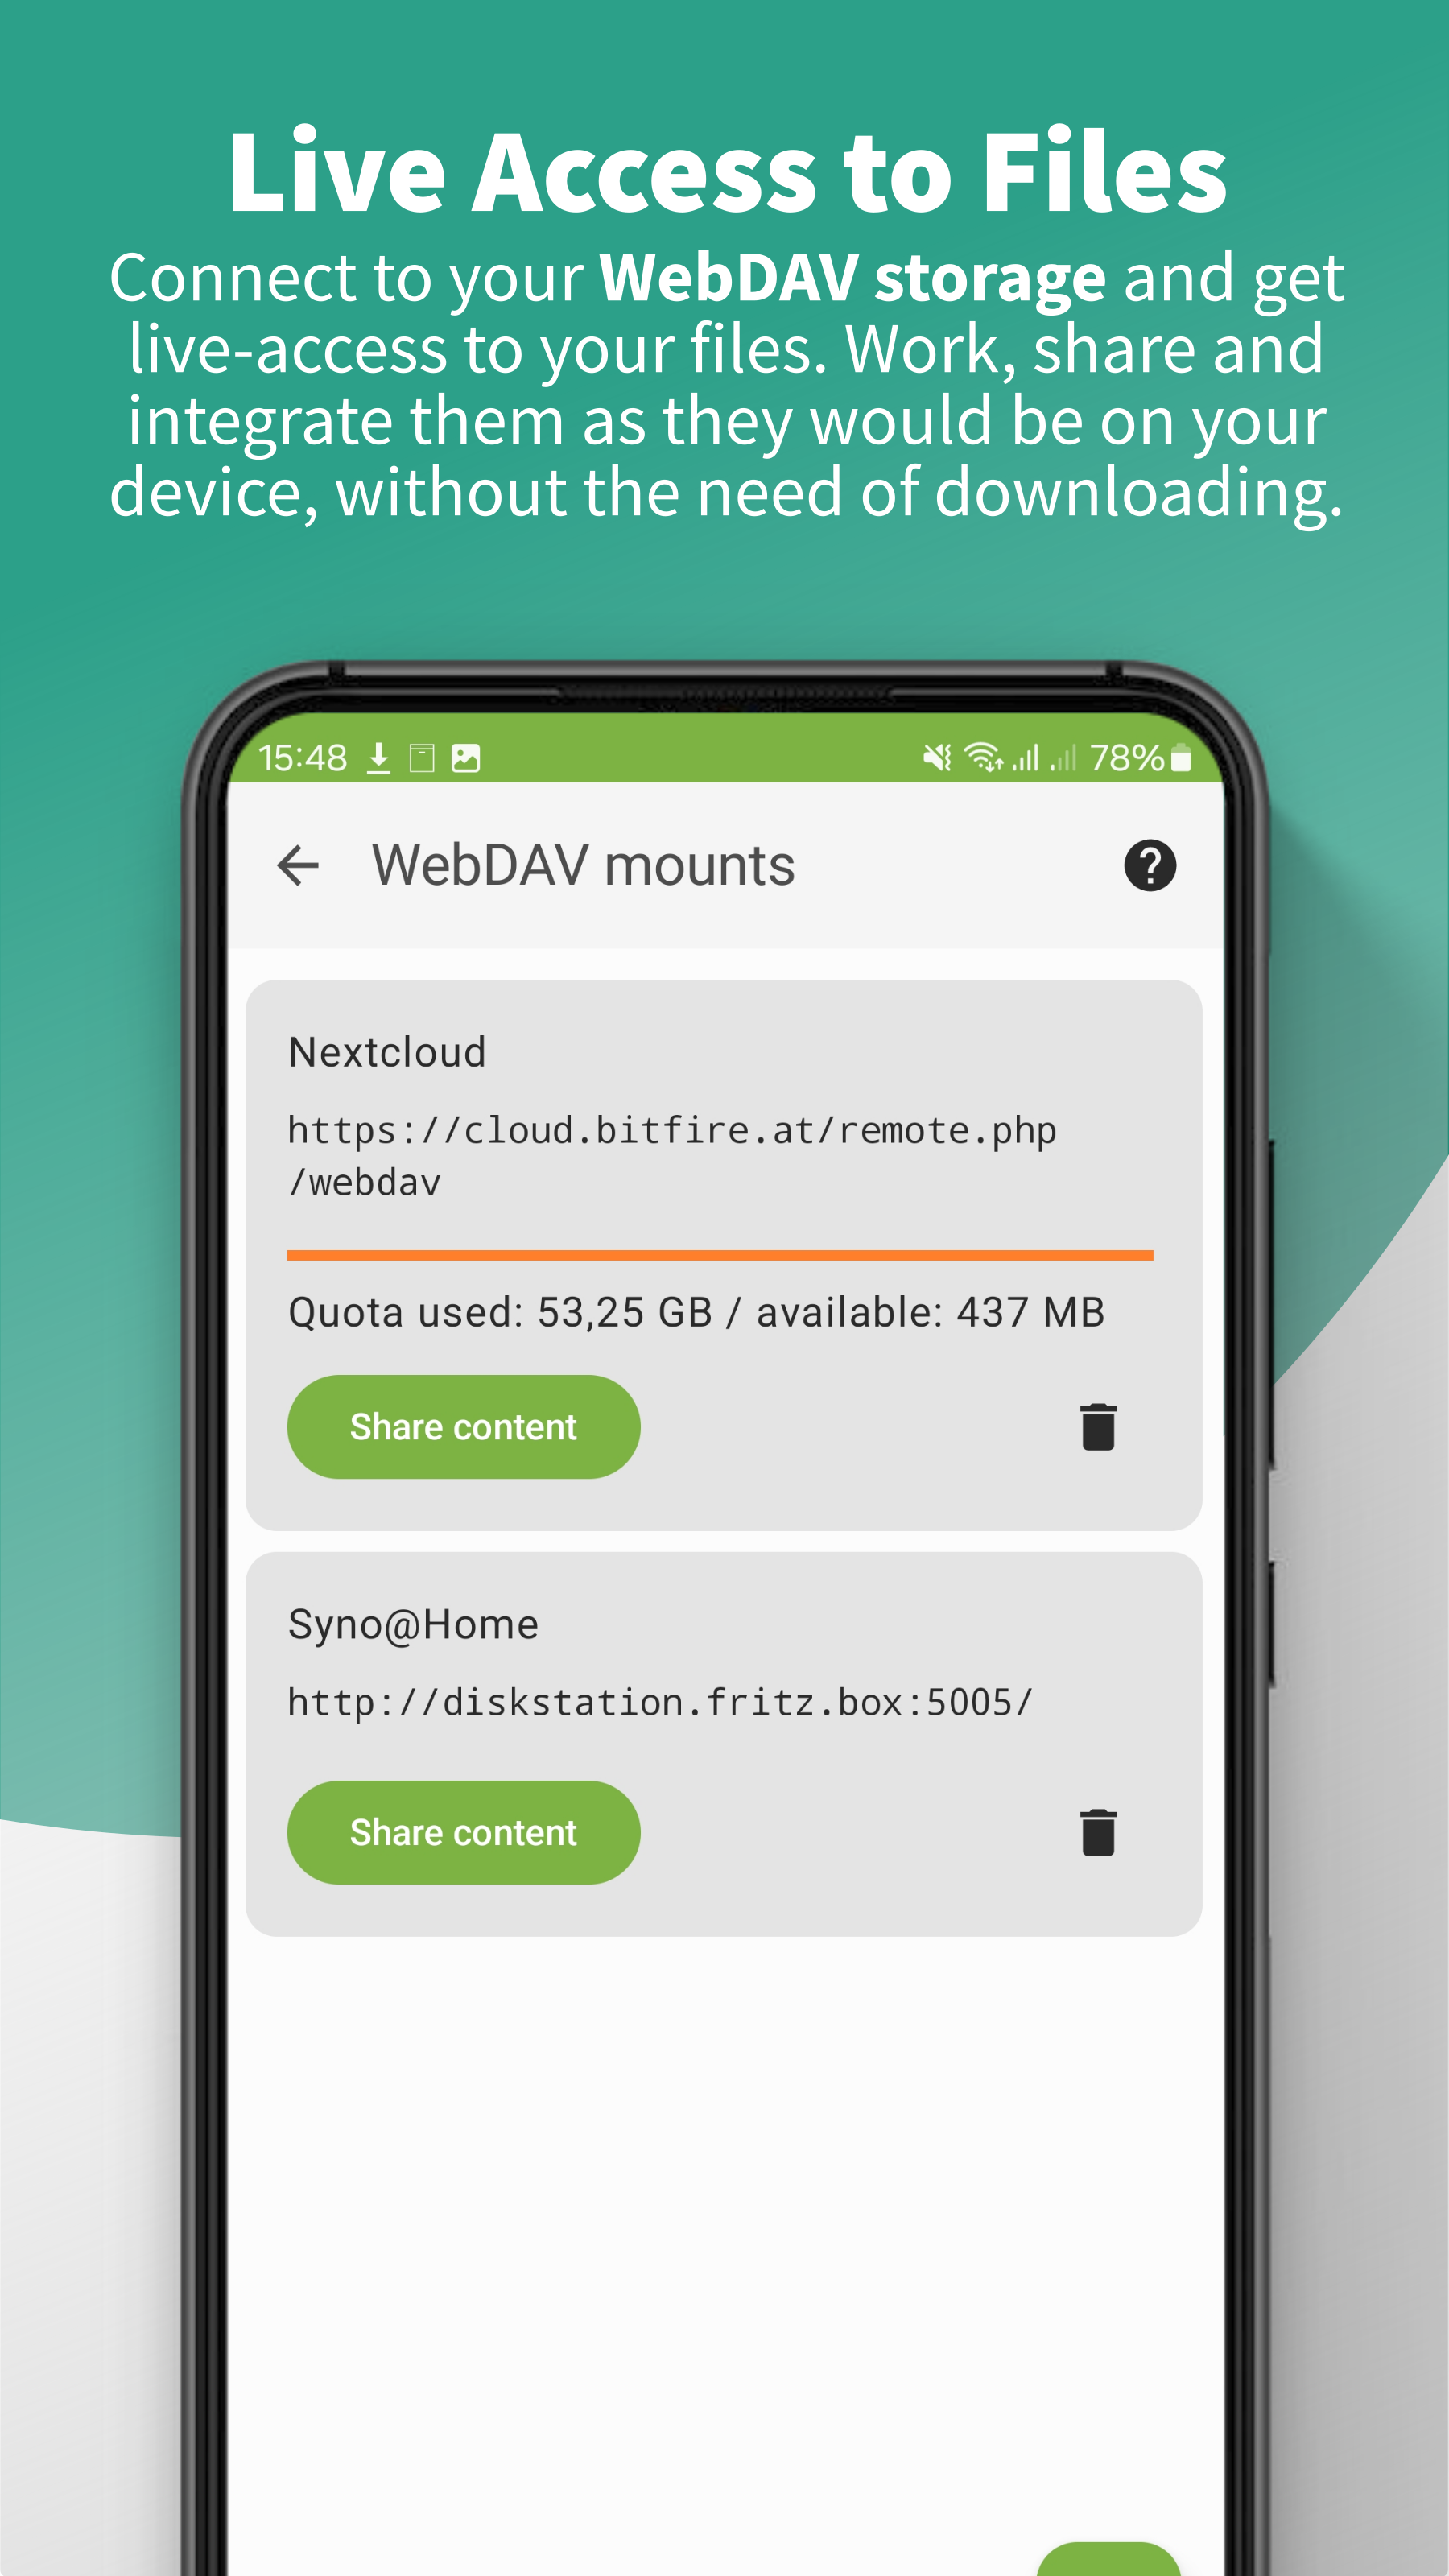 Live Access to Files
Connect to your WebDAV storage and get
live-access to your files. Work, share and
integrate them as they would be on your
device, without the need of downloading.
15:48 78%
WebDAV mounts
Nextcloud
https://cloud.bitfire.at/remote.php
/webdav
Quota used: 53,25 GB / available: 437 MB
Share content
Syno@Home
http://diskstation.fritz.box:5005/
Share content